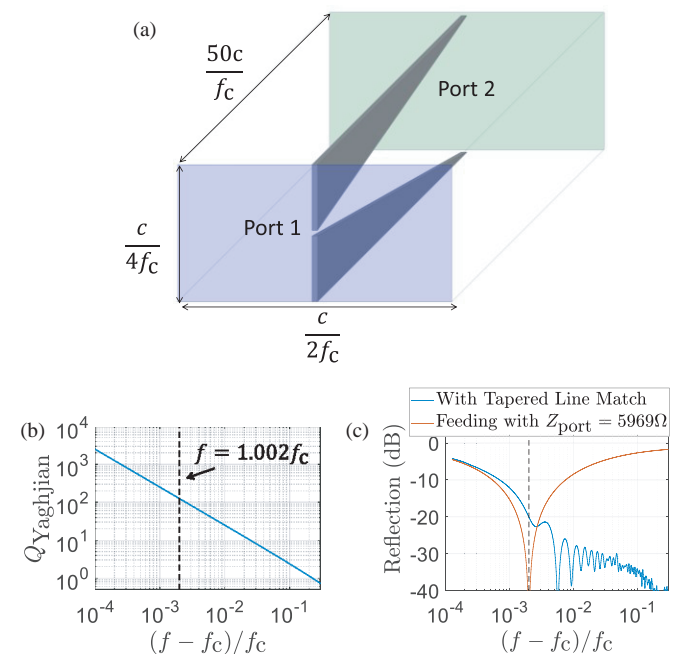 (a)
50c
f_C
Port 2
Port 1
c
4f_C
c
2f_C
(b)
10^4
10^3
10^2
10^1
10^0
Q_Yaghjian
f = 1.002f_C
10^-4
10^-3
10^-2
10^-1
(f − f_C)/f_C
With Tapered Line Match
Feeding with Z_port = 5969Ω
(c)
0
-10
-20
-30
-40
Reflection (dB)
10^-4
10^-3
10^-2
10^-1
(f − f_C)/f_C